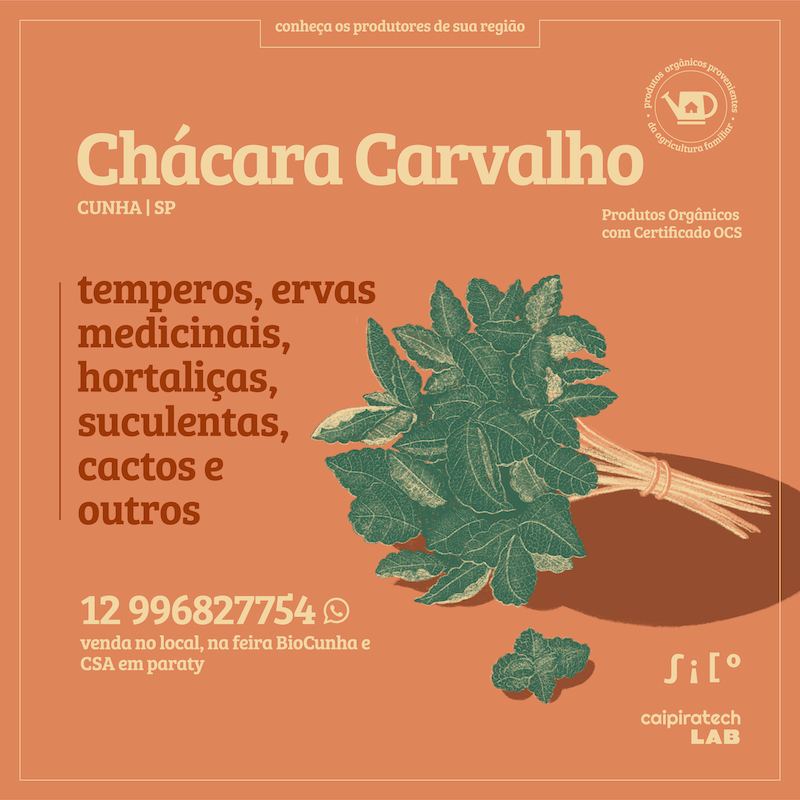 conheça os produtores de sua região
produtos orgânicos provenientes
• da agricultura familiar •
Chácara Carvalho
CUNHA | SP
Produtos Orgânicos
com Certificado OCS
temperos, ervas
medicinais,
hortaliças,
suculentas,
cactos e
outros
12 996827754
venda no local, na feira BioCunha e
CSA em paraty
caipiratech
LAB